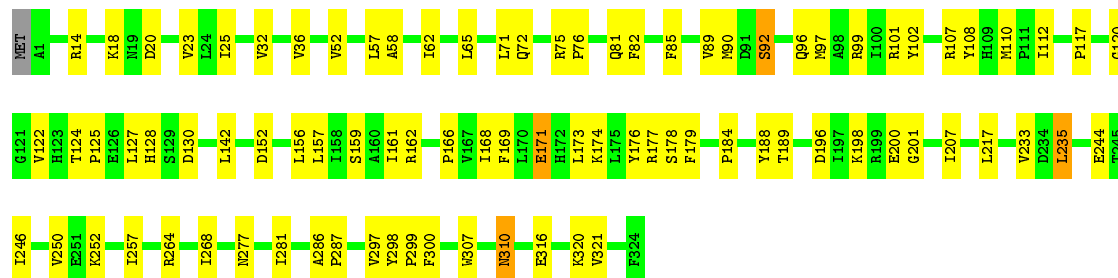 MET A1 R14 K18 N19 D20 V23 L24 I25 V32 V36 V52 L57 A58 I62 L65 L71 Q72 R75 P76 Q81 F82 F85 V89 M90 D91 S92 Q96 M97 A98 R99 I100 R101 Y102 R107 Y108 H109 M110 P111 I112 P117 G120
G121 V122 H123 T124 P125 E126 L127 H128 S129 D130 L142 D152 L156 L157 I158 S159 A160 I161 R162 P166 V167 I168 F169 L170 E171 H172 L173 K174 L175 Y176 R177 S178 F179 P184 Y188 T189 D196 I197 K198 R199 E200 G201 I207 L217 V233 D234 L235 E244 T245
I246 V250 E251 K252 I257 R264 I268 N277 I281 A286 P287 V297 Y298 P299 F300 W307 N310 E316 K320 V321 F324